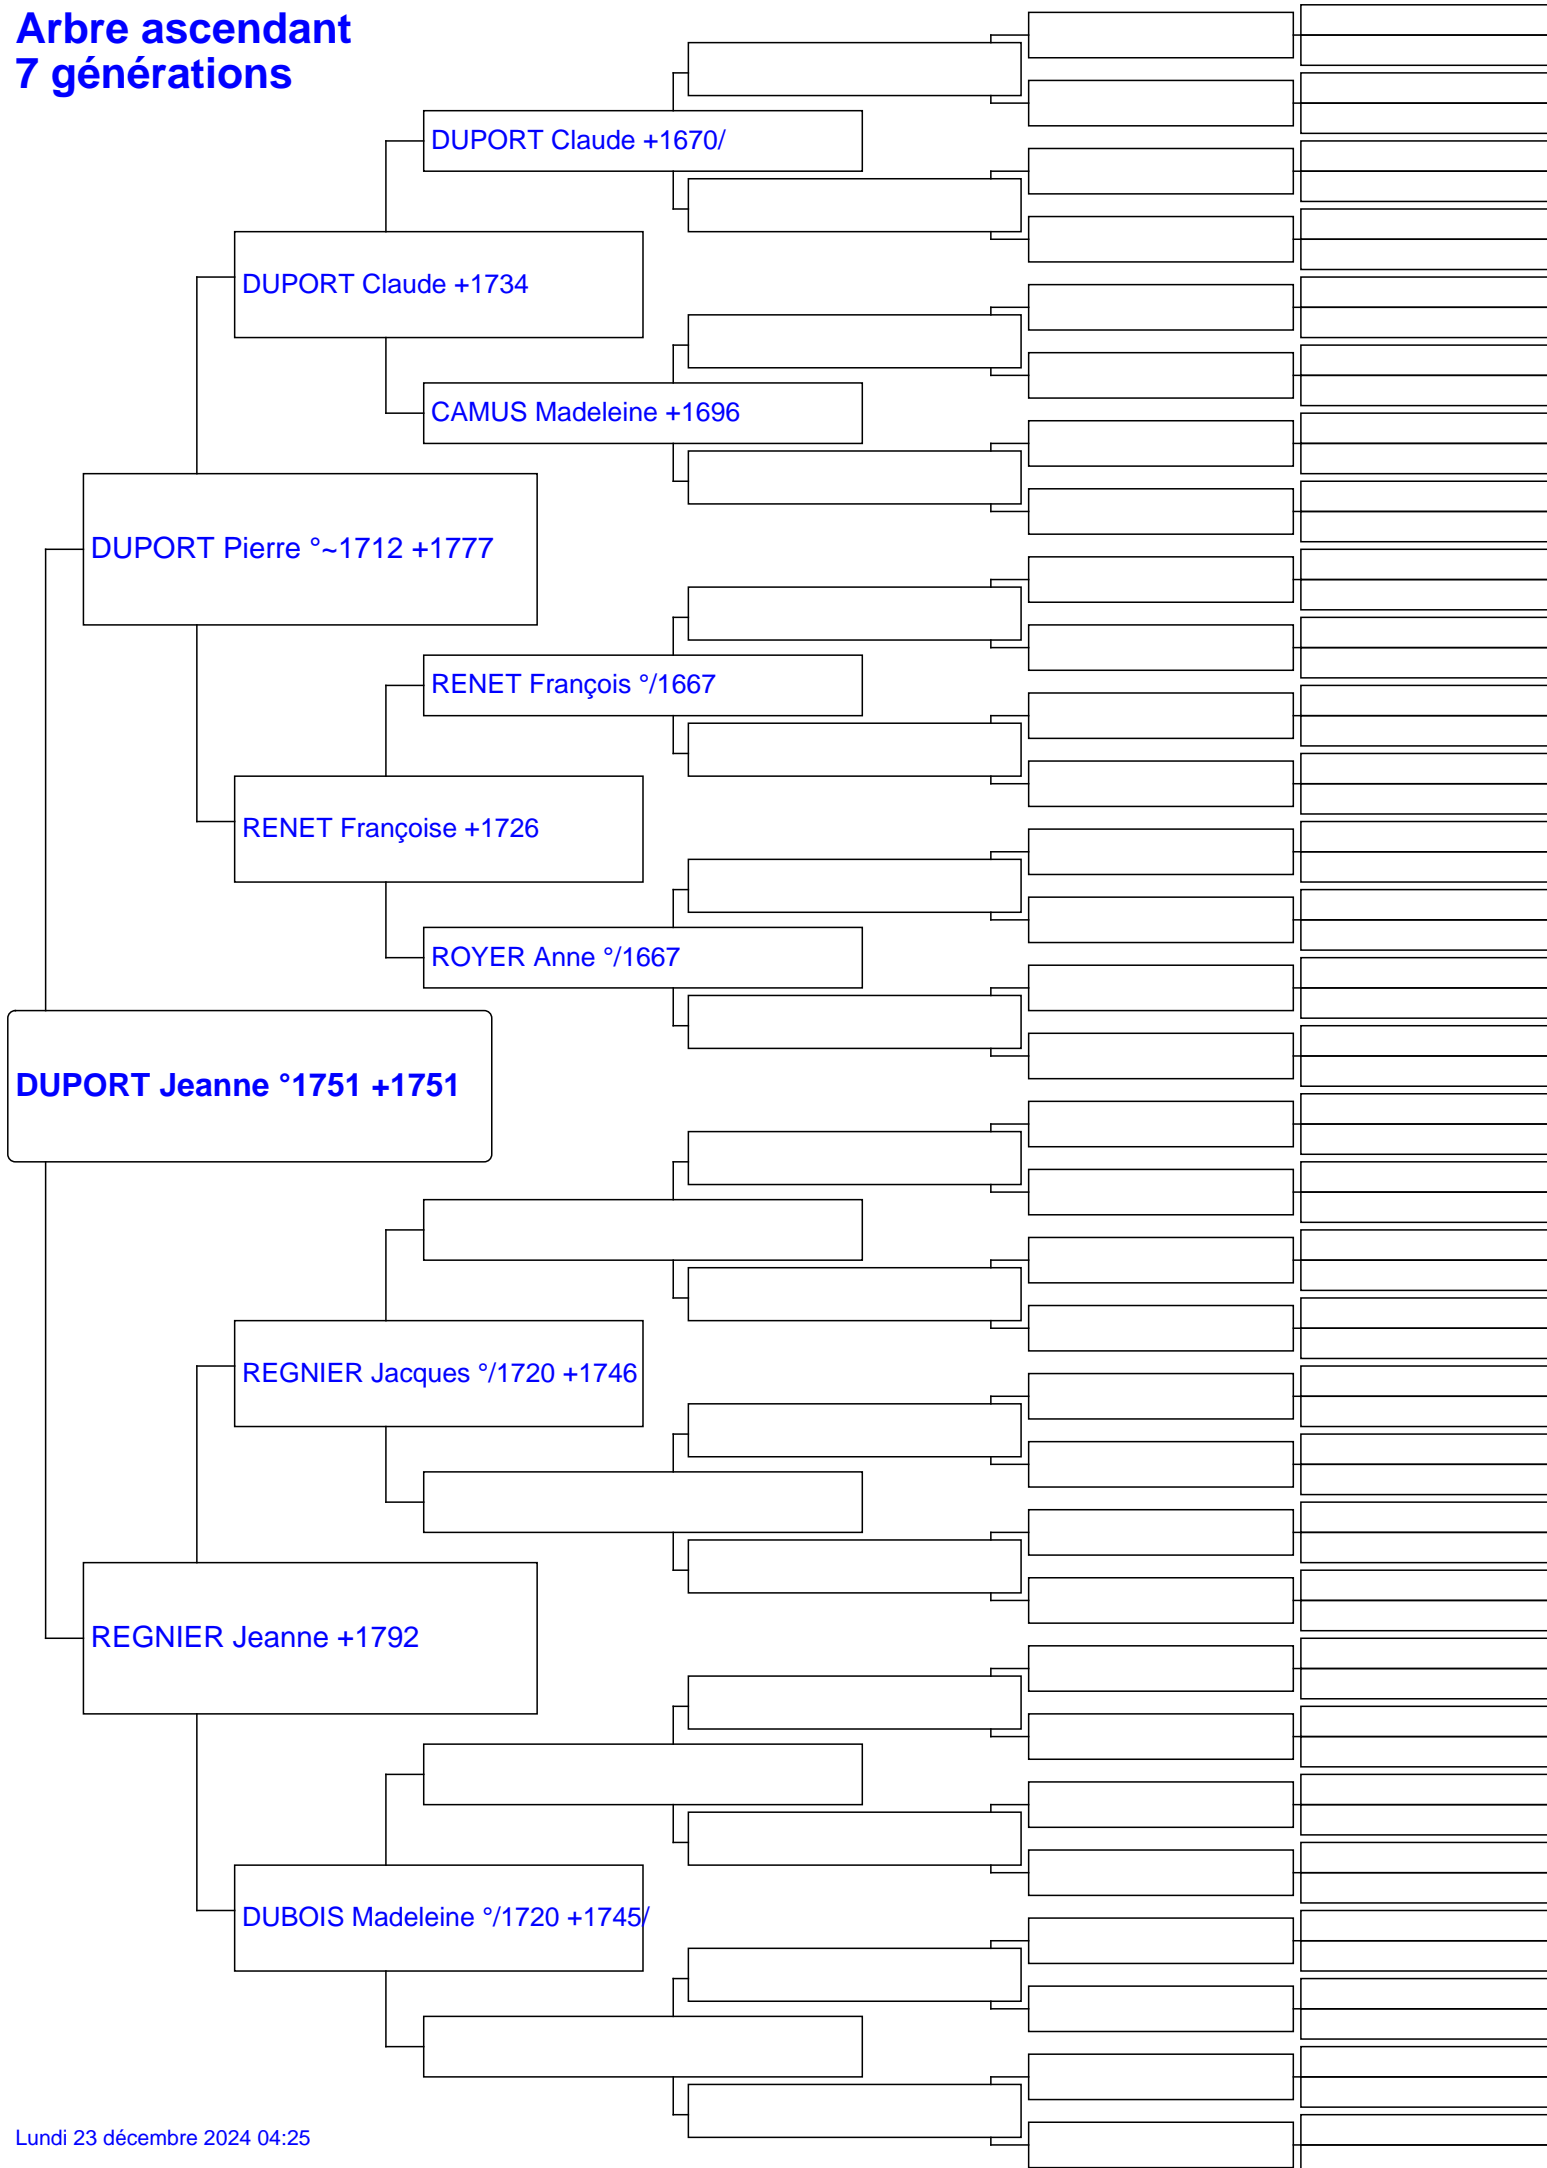 Arbre ascendant
7 générations
DUPORT Claude +1670/
DUPORT Claude +1734
CAMUS Madeleine +1696
DUPORT Pierre °~1712 +1777
RENET François °/1667
RENET Françoise +1726
ROYER Anne °/1667
DUPORT Jeanne °1751 +1751
REGNIER Jacques °/1720 +1746
REGNIER Jeanne +1792
DUBOIS Madeleine °/1720 +1745/
Lundi 23 décembre 2024 04:25